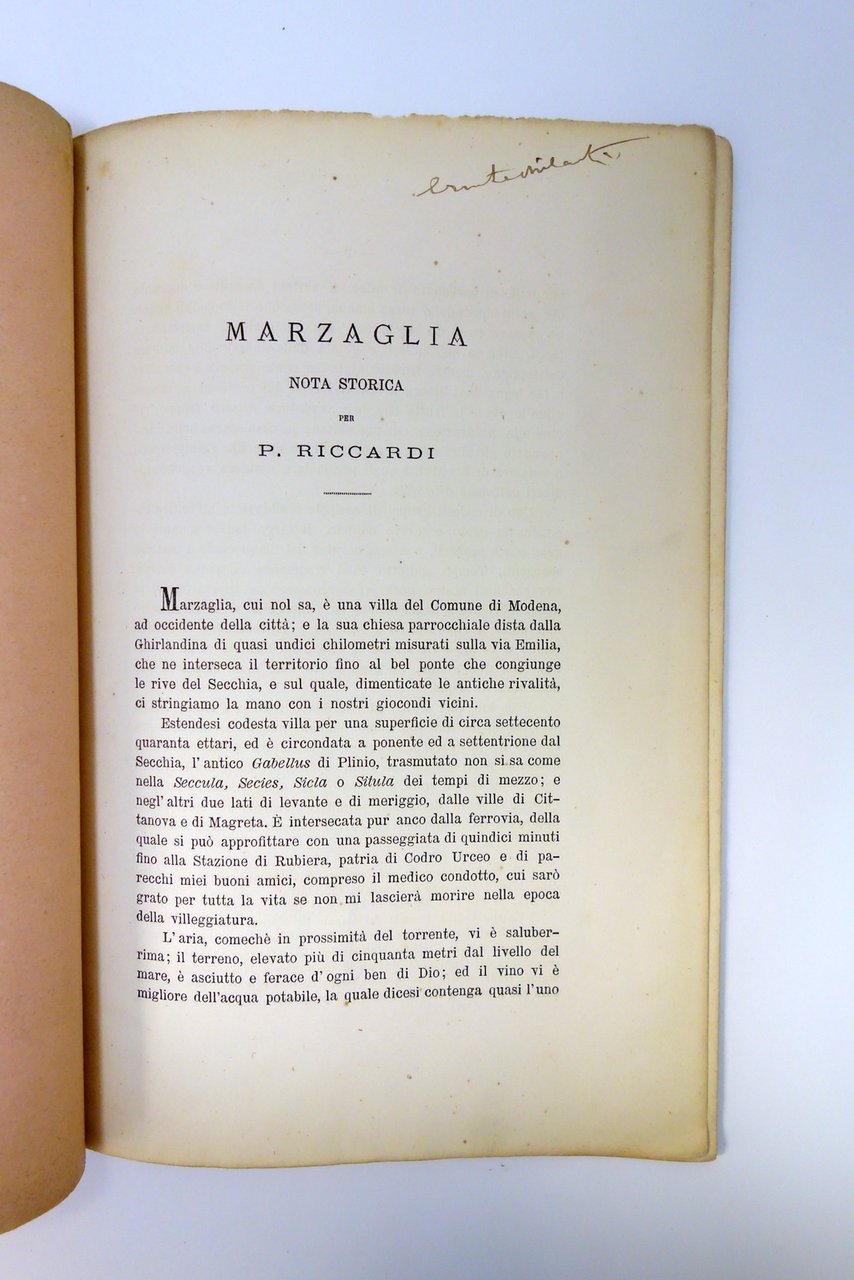 MARZAGLIA
NOTA STORICA
PER
P. RICCARDI
Marzaglia, cui nol sa, è una villa del Comune di Modena,
ad occidente della città; e la sua chiesa parrocchiale dista dalla
Ghirlandina di quasi undici chilometri misurati sulla via Emilia,
che ne interseca il territorio fino al bel ponte che congiunge
le rive del Secchia, e sul quale, dimenticate le antiche rivalità,
ci stringiamo la mano con i nostri giocondi vicini.
Estendesi codesta villa per una superficie di circa settecento
quaranta ettari, ed è circondata a ponente ed a settentrione dal
Secchia, l'antico Gabellus di Plinio, trasmutato non si sa come
nella Seccula, Secies, Sicla o Situla dei tempi di mezzo; e
negl'altri due lati di levante e di meriggio, dalle ville di Cit-
tanova e di Magreta. È intersecata pur anco dalla ferrovia, della
quale si può approfittare con una passeggiata di quindici minuti
fino alla Stazione di Rubiera, patria di Codro Urceo e di pa-
recchi miei buoni amici, compreso il medico condotto, cui sarò
grato per tutta la vita se non mi lascierà morire nella epoca
della villeggiatura.
L'aria, comechè in prossimità del torrente, vi è saluber-
rima; il terreno, elevato più di cinquanta metri dal livello del
mare, è asciutto e ferace d'ogni ben di Dio; ed il vino vi è
migliore dell'acqua potabile, la quale dicesi contenga quasi l'uno